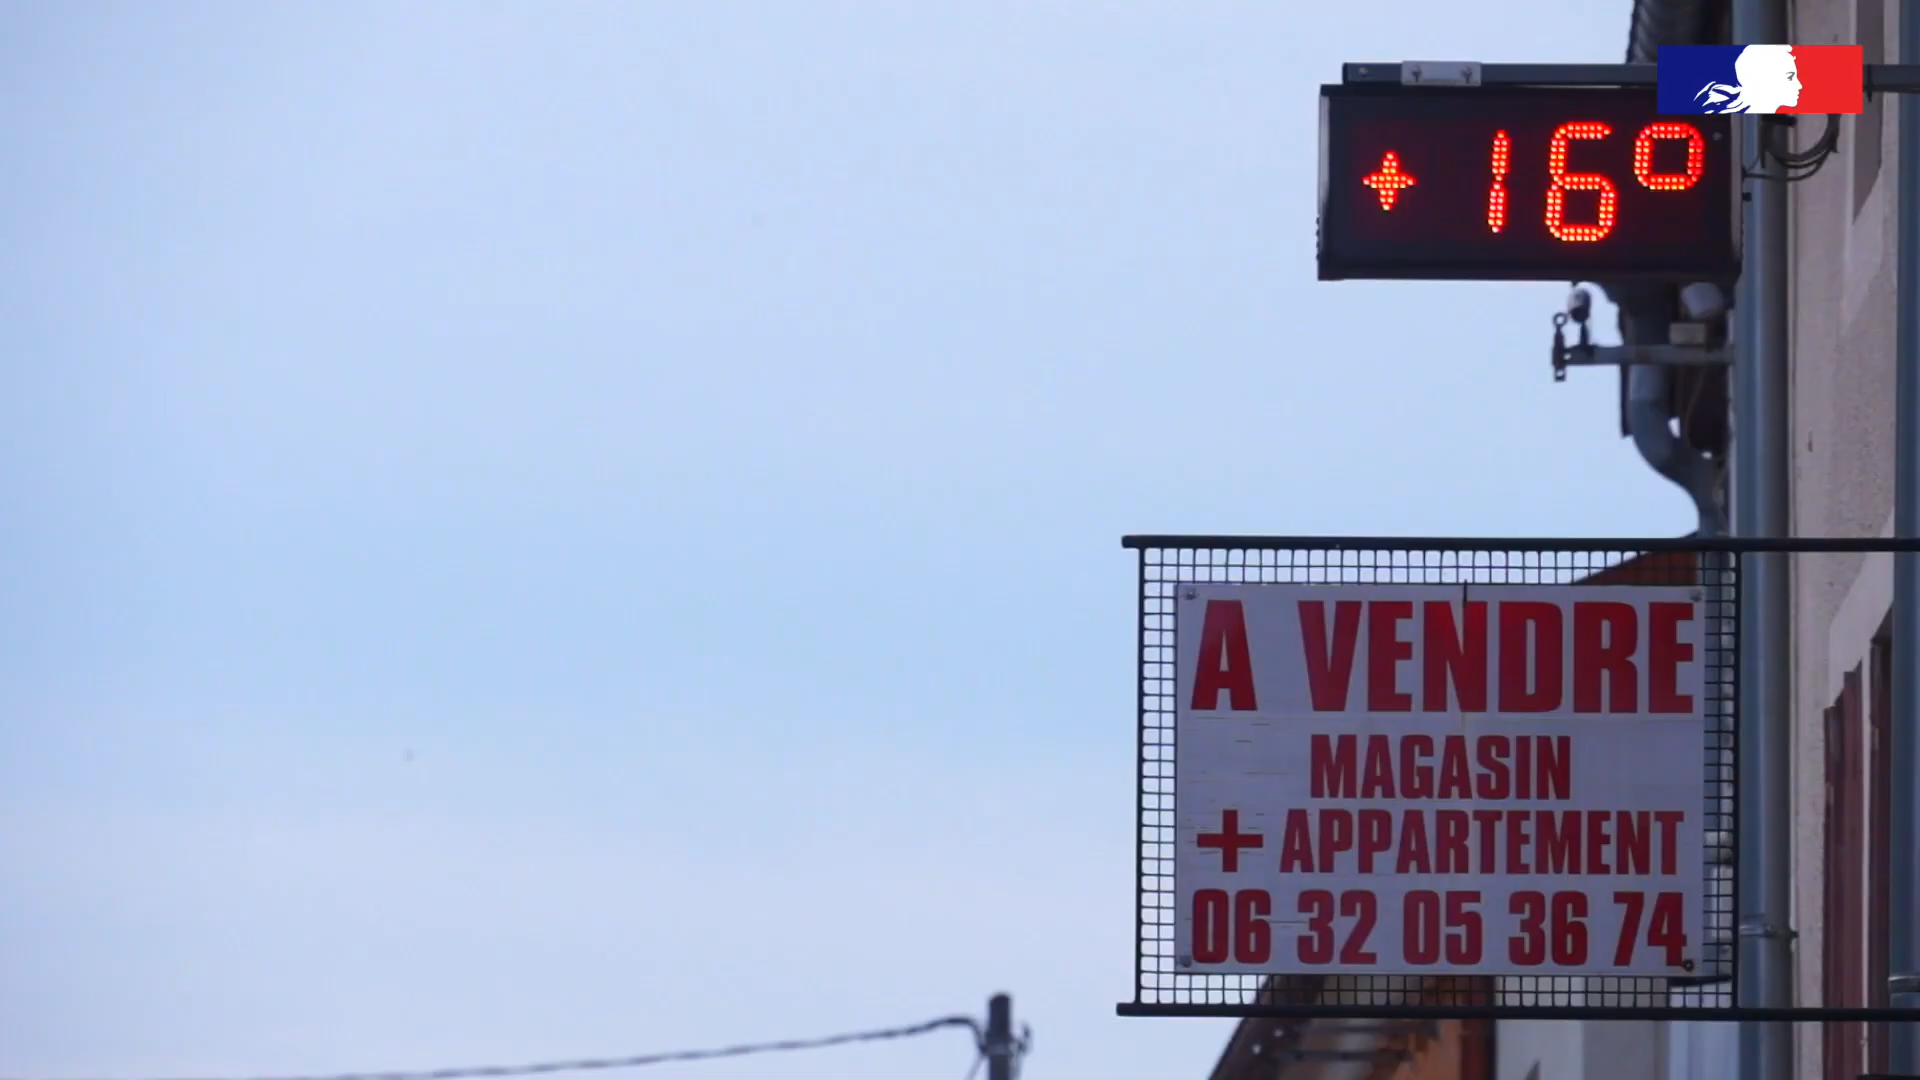 + 16°
A VENDRE
MAGASIN
+ APPARTEMENT
06 32 05 36 74